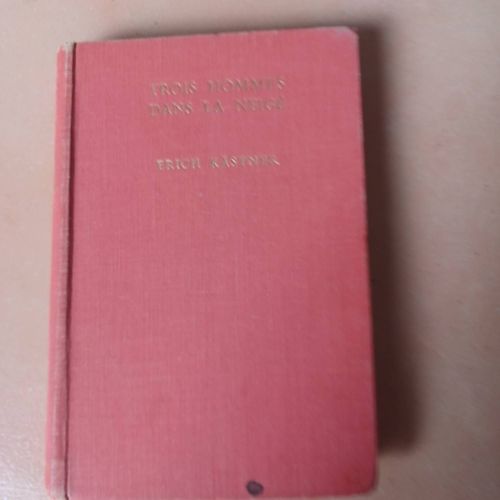 TROIS HOMMES
DANS LA NEIGE
ERICH KÄSTNER